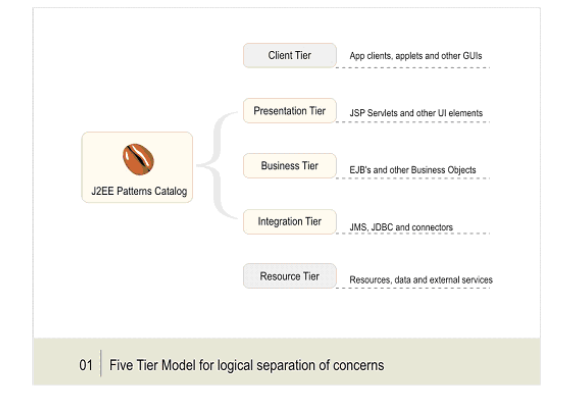 Client Tier
App clients, applets and other GUIs
Presentation Tier
JSP Servlets and other UI elements
J2EE Patterns Catalog
Business Tier
EJB's and other Business Objects
Integration Tier
JMS, JDBC and connectors
Resource Tier
Resources, data and external services
01 Five Tier Model for logical separation of concerns